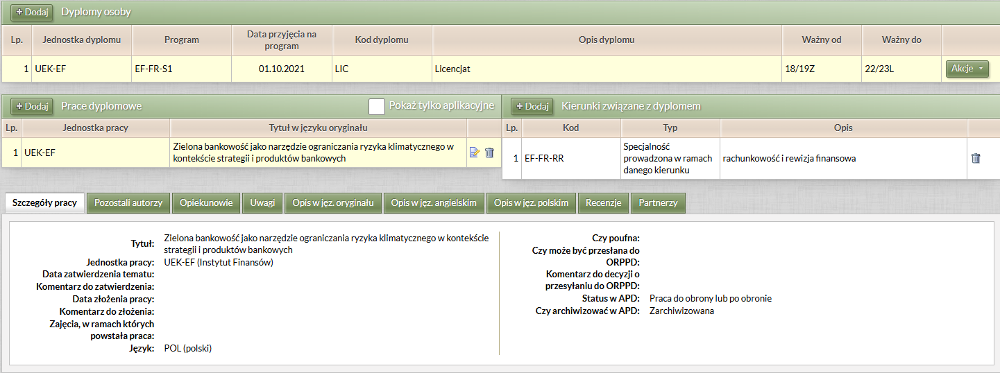 + Dodaj Dyplomy osoby
Lp. Jednostka dyplomu Program Data przyjęcia na program Kod dyplomu Opis dyplomu Ważny od Ważny do
1 UEK-EF EF-FR-S1 01.10.2021 LIC Licencjat 18/19Z 22/23L Akcje
+ Dodaj Prace dyplomowe Pokaż tylko aplikacyjne
Lp. Jednostka pracy Tytuł w języku oryginału
1 UEK-EF Zielona bankowość jako narzędzie ograniczania ryzyka klimatycznego w
kontekście strategii i produktów bankowych
+ Dodaj Kierunki związane z dyplomem
Lp. Kod Typ Opis
1 EF-FR-RR Specjalność prowadzona w ramach danego kierunku rachunkowość i rewizja finansowa
Szczegóły pracy Pozostali autorzy Opiekunowie Uwagi Opis w jęz. oryginału Opis w jęz. angielskim Opis w jęz. polskim Recenzje Partnerzy
Tytuł: Zielona bankowość jako narzędzie ograniczania ryzyka klimatycznego w kontekście
strategii i produktów bankowych
Jednostka pracy: UEK-EF (Instytut Finansów)
Data zatwierdzenia tematu:
Komentarz do zatwierdzenia:
Data złożenia pracy:
Komentarz do złożenia:
Zajęcia, w ramach których
powstała praca:
Język: POL (polski)
Czy poufna:
Czy może być przesłana do
ORPPD:
Komentarz do decyzji o
przesyłaniu do ORPPD:
Status w APD: Praca do obrony lub po obronie
Czy archiwizować w APD: Zarchiwizowana